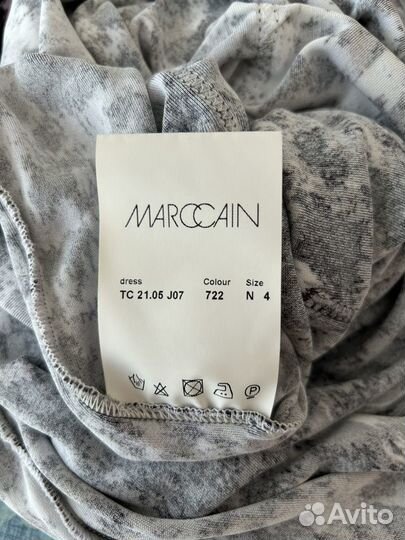 MARCCAIN
dress Colour Size
TC 21.05 J07 722 N 4
P
Avito